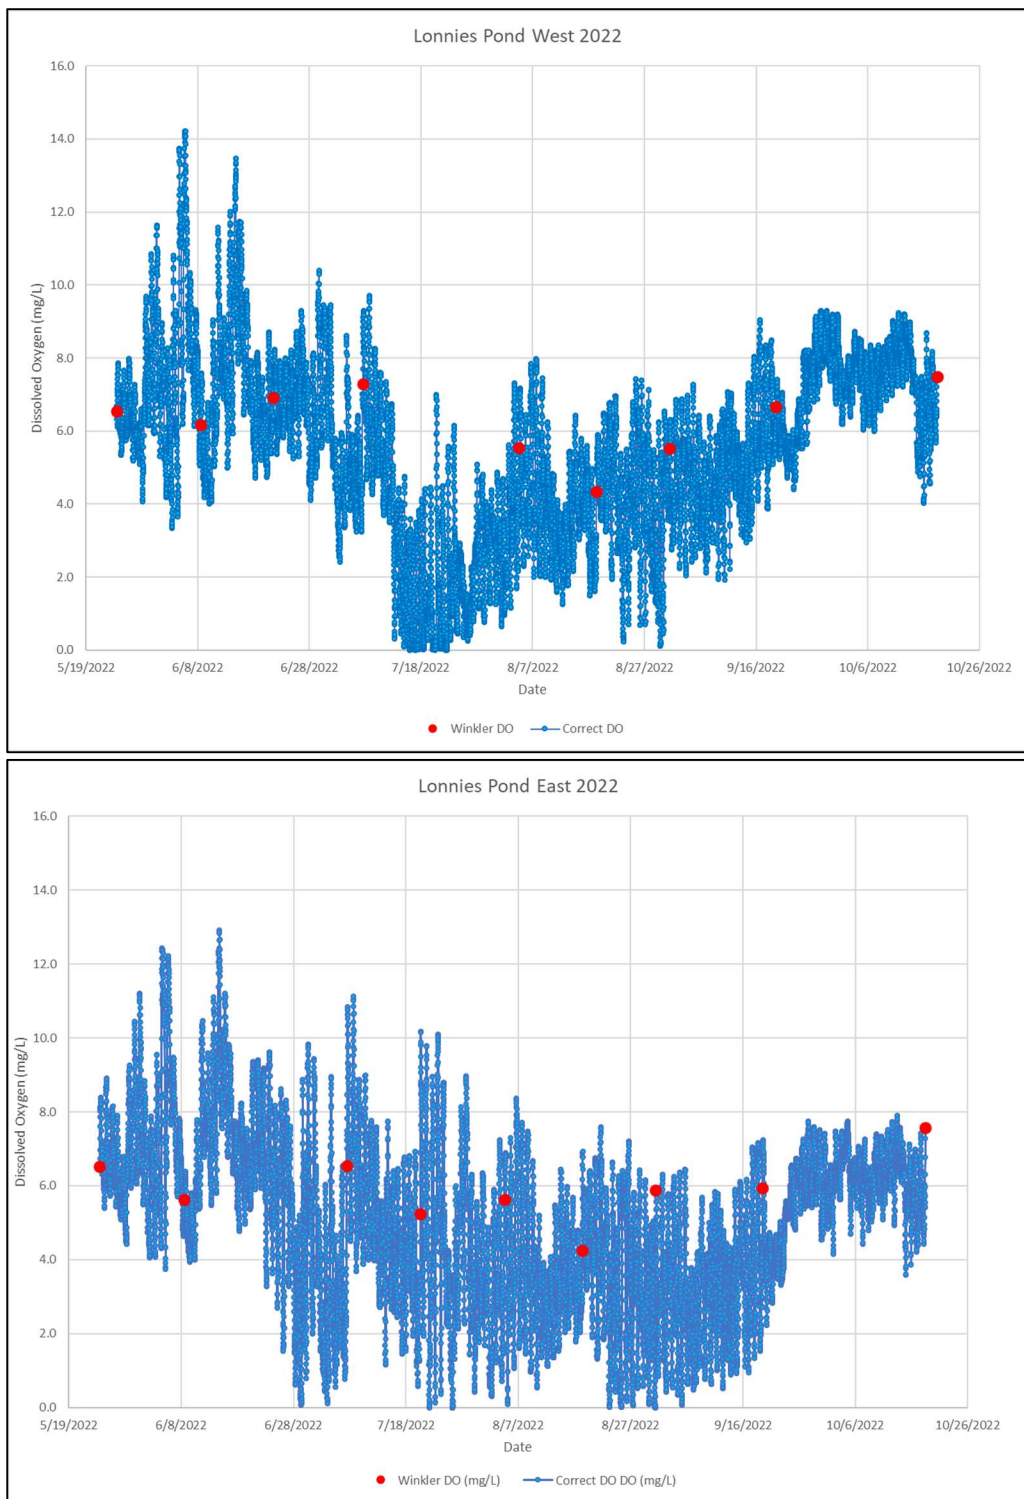 Lonnies Pond West 2022
16.0
14.0
12.0
10.0
8.0
6.0
4.0
2.0
0.0
Dissolved Oxygen (mg/L)
5/19/2022 6/8/2022 6/28/2022 7/18/2022 8/7/2022 8/27/2022 9/16/2022 10/6/2022 10/26/2022
Date
Winkler DO Correct DO
Lonnies Pond East 2022
16.0
14.0
12.0
10.0
8.0
6.0
4.0
2.0
0.0
Dissolved Oxygen (mg/L)
5/19/2022 6/8/2022 6/28/2022 7/18/2022 8/7/2022 8/27/2022 9/16/2022 10/6/2022 10/26/2022
Date
Winkler DO (mg/L) Correct DO DO (mg/L)